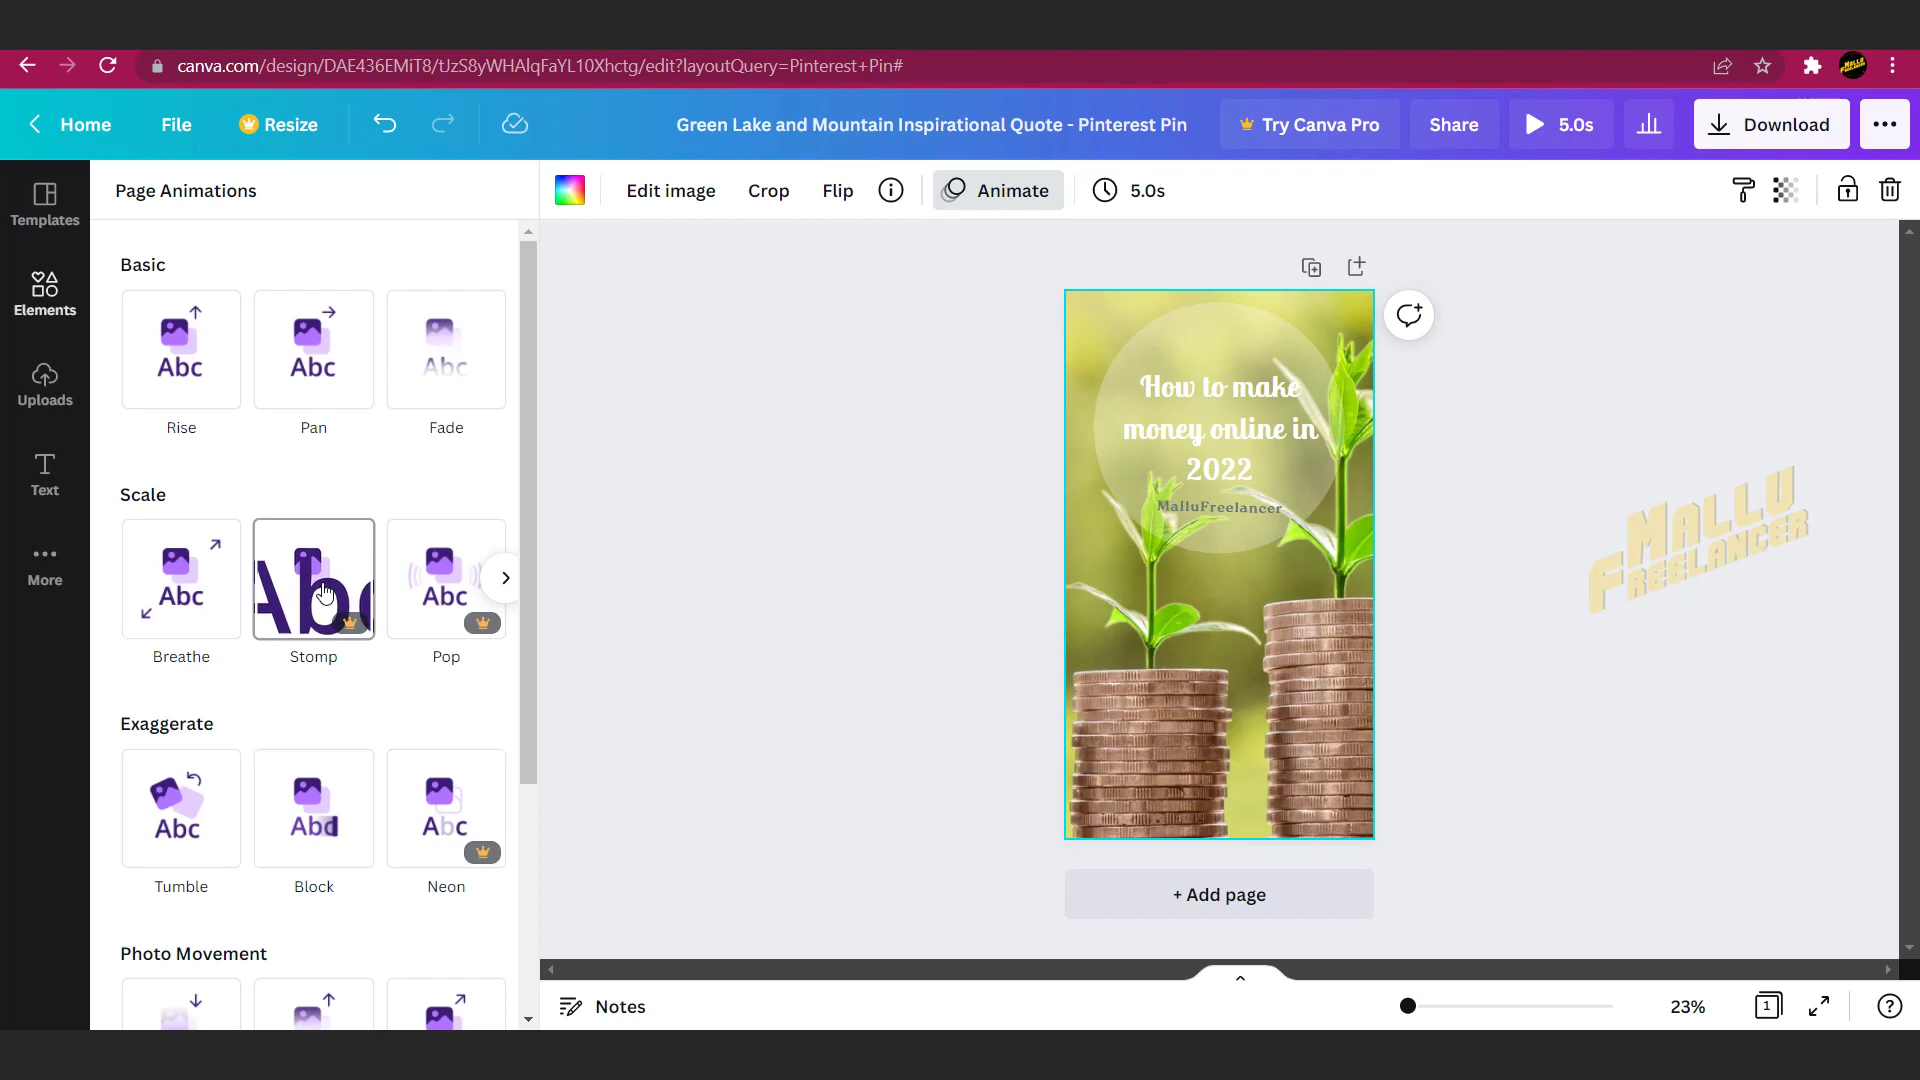 canva.com/design/DAE436EMiT8/tJzS8yWHAlqFaYL10Xhctg/edit?layoutQuery=Pinterest+Pin#
Home
File
Resize
Green Lake and Mountain Inspirational Quote - Pinterest Pin
Try Canva Pro
Share
5.0s
Download
Templates
Elements
Uploads
Text
More
Page Animations
Edit image
Crop
Flip
Animate
5.0s
Basic
Abc
Abc
Abc
Rise
Pan
Fade
Scale
Abc
Abc
Abc
Breathe
Stomp
Pop
Exaggerate
Abc
Abc
Abc
Tumble
Block
Neon
Photo Movement
How to make
money online in
2022
MalluFreelancer
+ Add page
MALLU
FREELANCER
Notes
23%
1